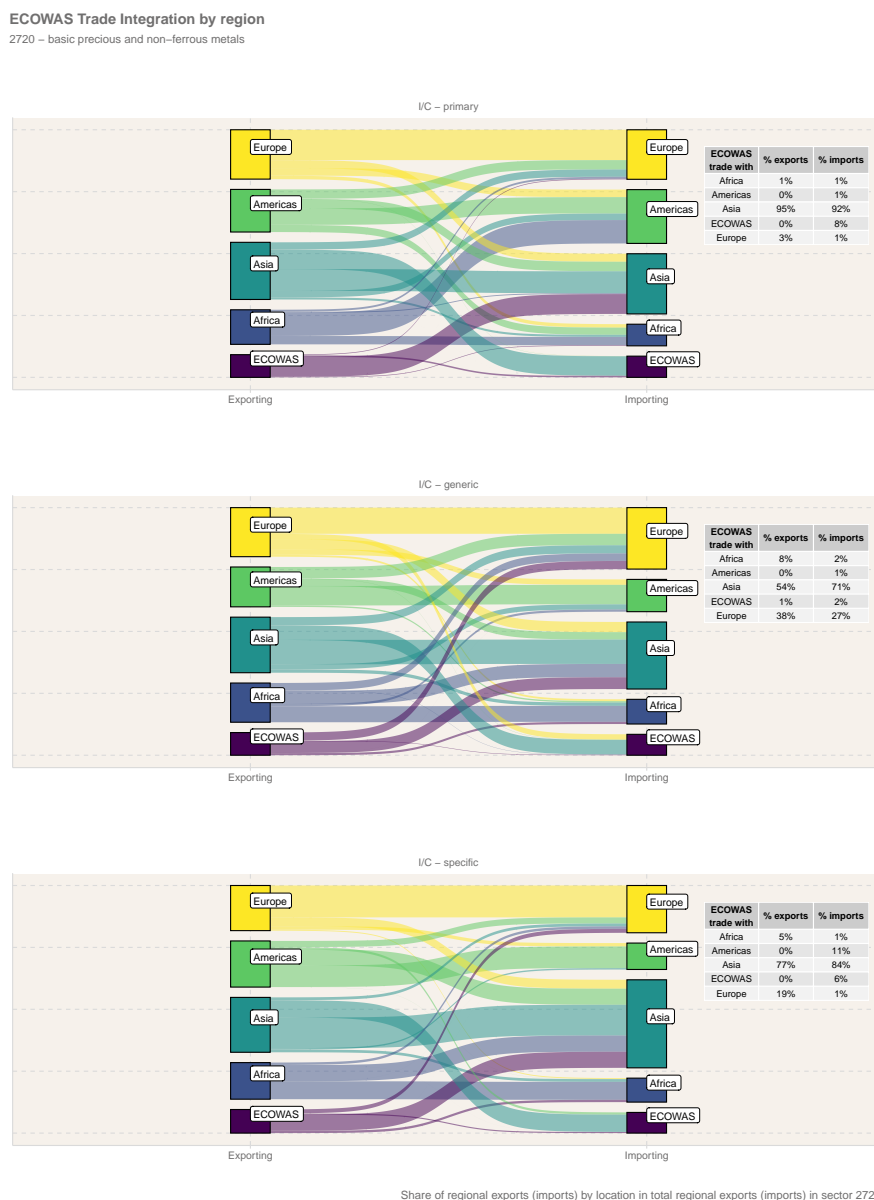 ECOWAS Trade Integration by region
2720 – basic precious and non–ferrous metals
I/C – primary
Europe
Americas
Asia
Africa
ECOWAS
Europe
Americas
Asia
Africa
ECOWAS
ECOWAS trade with % exports % imports
Africa 1% 1%
Americas 0% 1%
Asia 95% 92%
ECOWAS 0% 8%
Europe 3% 1%
Exporting Importing
I/C – generic
Europe
Americas
Asia
Africa
ECOWAS
Europe
Americas
Asia
Africa
ECOWAS
ECOWAS trade with % exports % imports
Africa 8% 2%
Americas 0% 1%
Asia 54% 71%
ECOWAS 1% 2%
Europe 38% 27%
Exporting Importing
I/C – specific
Europe
Americas
Asia
Africa
ECOWAS
Europe
Americas
Asia
Africa
ECOWAS
ECOWAS trade with % exports % imports
Africa 5% 1%
Americas 0% 11%
Asia 77% 84%
ECOWAS 0% 6%
Europe 19% 1%
Exporting Importing
Share of regional exports (imports) by location in total regional exports (imports) in sector 272